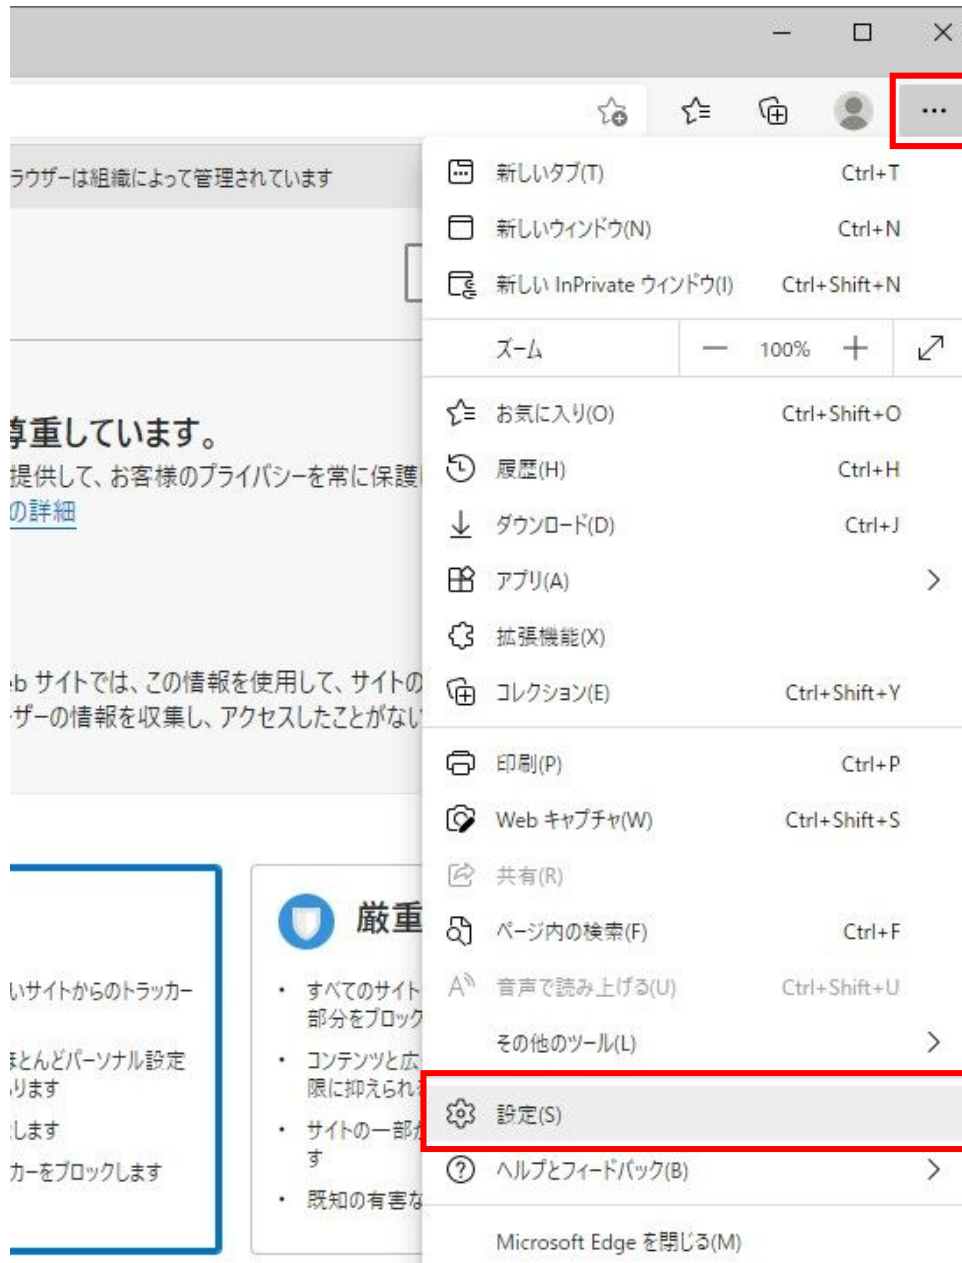 ラウザーは組織によって管理されています
尊重しています。
提供して、お客様のプライバシーを常に保護
の詳細
eb サイトでは、この情報を使用して、サイトの
ーザーの情報を収集し、アクセスしたことがない
いサイトからのトラッカー
ほとんどパーソナル設定
ります
します
カーをブロックします
厳重
・ すべてのサイト
部分をブロック
・ コンテンツと広
限に抑えられ
・ サイトの一部が
す
・ 既知の有害な
新しいタブ(T) Ctrl+T
新しいウィンドウ(N) Ctrl+N
新しい InPrivate ウィンドウ(I) Ctrl+Shift+N
ズーム — 100% +
お気に入り(O) Ctrl+Shift+O
履歴(H) Ctrl+H
ダウンロード(D) Ctrl+J
アプリ(A)
拡張機能(X)
コレクション(E) Ctrl+Shift+Y
印刷(P) Ctrl+P
Web キャプチャ(W) Ctrl+Shift+S
共有(R)
ページ内の検索(F) Ctrl+F
音声で読み上げる(U) Ctrl+Shift+U
その他のツール(L)
設定(S)
ヘルプとフィードバック(B)
Microsoft Edge を閉じる(M)